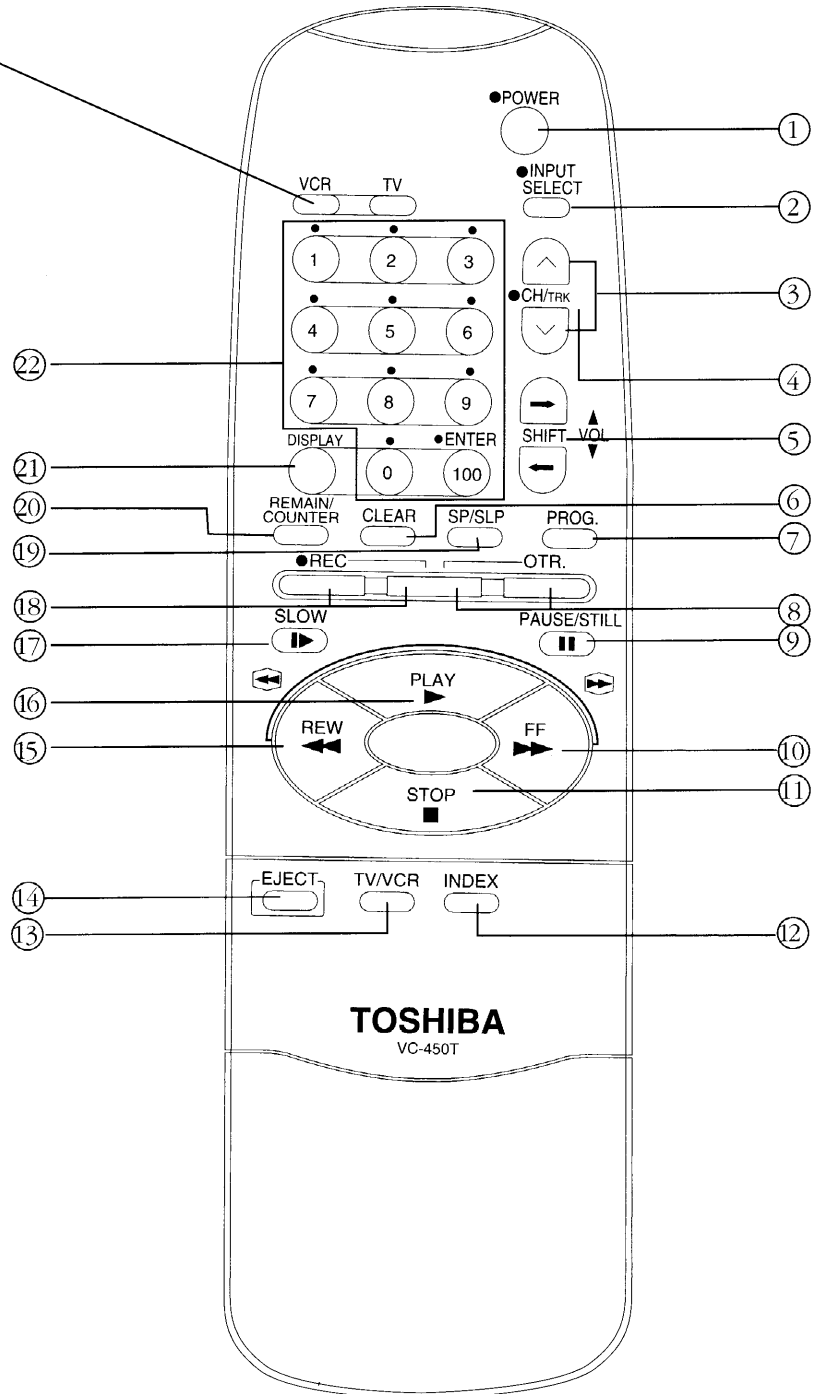 ●POWER
①
●INPUT
SELECT
②
VCR TV
1 2 3
③
●CH/TRK
4 5 6
④
㉒
7 8 9
SHIFT VOL
⑤
DISPLAY
●ENTER
㉑
0 100
⑥
⑳
REMAIN/
COUNTER
CLEAR SP/SLP PROG.
⑦
⑲
●REC OTR.
⑱
⑧
SLOW PAUSE/STILL
⑰
⑨
PLAY
⑯
REW FF
⑮
⑩
STOP
⑪
EJECT TV/VCR INDEX
⑭
⑬
⑫
TOSHIBA
VC-450T